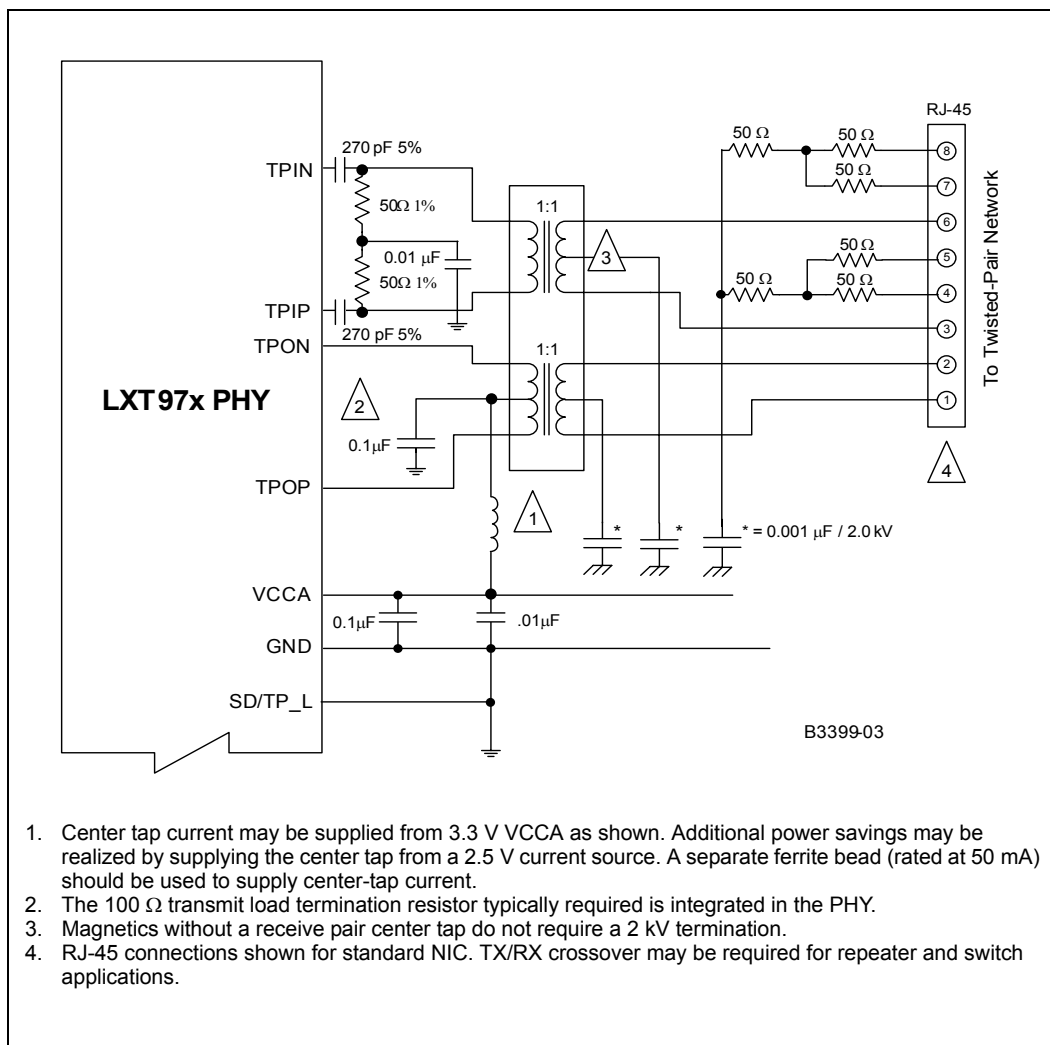 RJ-45
50 Ω
50 Ω
8
270 pF 5%
TPIN
50 Ω
7
50Ω 1%
1:1
6
0.01 µF
3
50 Ω
5
50Ω 1%
50 Ω
50 Ω
4
TPIP
3
270 pF 5%
TPON
1:1
2
LXT97x PHY
2
1
To Twisted-Pair Network
0.1µF
4
TPOP
1
*
*
* = 0.001 µF / 2.0 kV
VCCA
0.1µF
.01µF
GND
SD/TP_L
B3399-03
1. Center tap current may be supplied from 3.3 V VCCA as shown. Additional power savings may be
realized by supplying the center tap from a 2.5 V current source. A separate ferrite bead (rated at 50 mA)
should be used to supply center-tap current.
2. The 100 Ω transmit load termination resistor typically required is integrated in the PHY.
3. Magnetics without a receive pair center tap do not require a 2 kV termination.
4. RJ-45 connections shown for standard NIC. TX/RX crossover may be required for repeater and switch
applications.